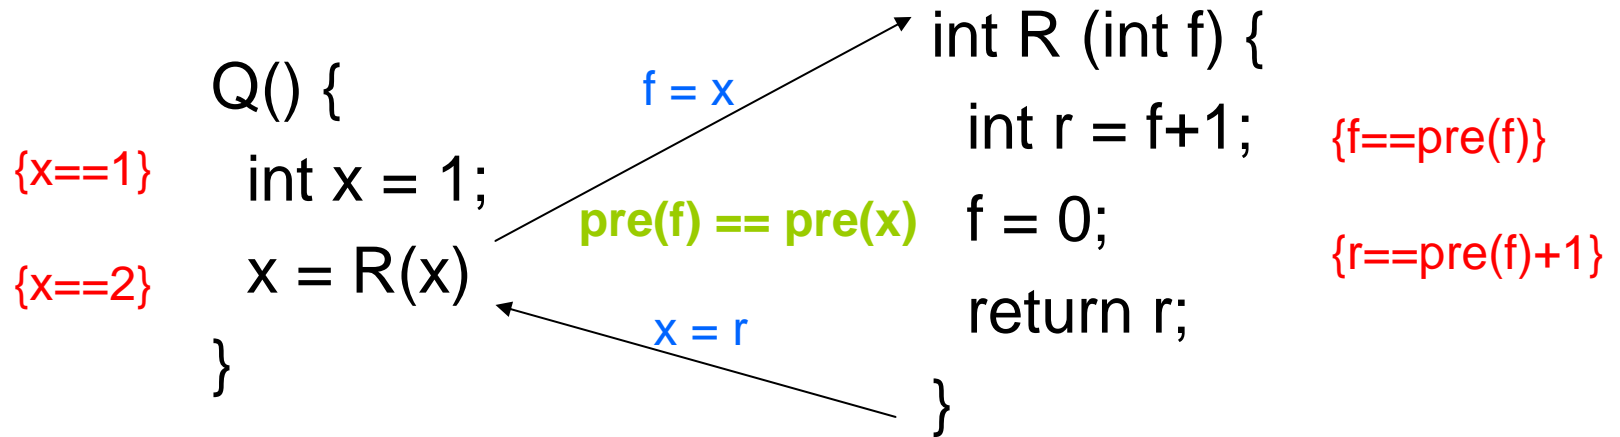 Q() {
{x==1}
int x = 1;
{x==2}
x = R(x)
}
f = x
pre(f) == pre(x)
x = r
int R (int f) {
int r = f+1;
{f==pre(f)}
f = 0;
{r==pre(f)+1}
return r;
}